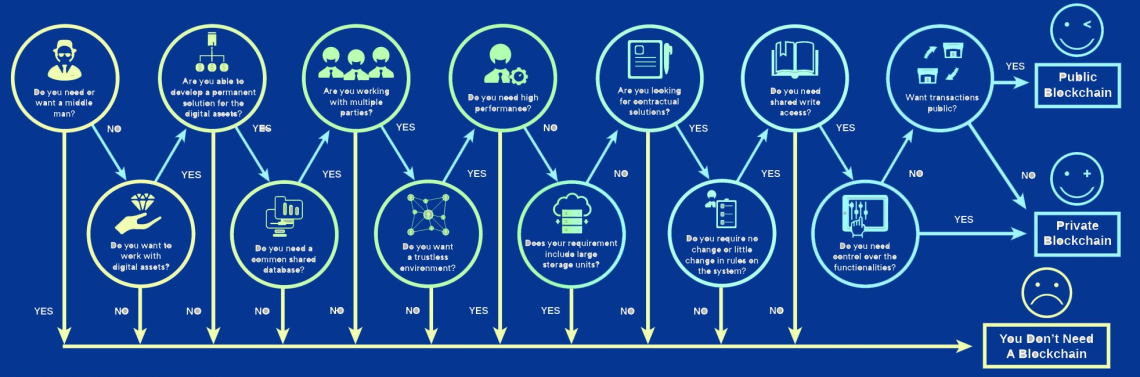 Do you need or
want a middle
man?
Are you able to
develop a permanent
solution for the
digital assets?
Are you working
with multiple
parties?
Do you need high
performance?
Are you looking
for contractual
solutions?
Do you need
shared write
access?
Want transactions
public?
YES
Public
Blockchain
NO
YES
YES
NO
YES
YES
YES
YES
YES
YES
NO
YES
YES
NO
NO
Do you want to
work with
digital assets?
Do you need a
common shared
database?
Do you want
a trustless
environment?
Does your requirement
include large
storage units?
Do you require no
change or little
change in rules on
the system?
Do you need
control over the
functionalities?
YES
Private
Blockchain
YES
NO
NO
NO
NO
NO
YES
YES
NO
NO
NO
You Don't Need
A Blockchain